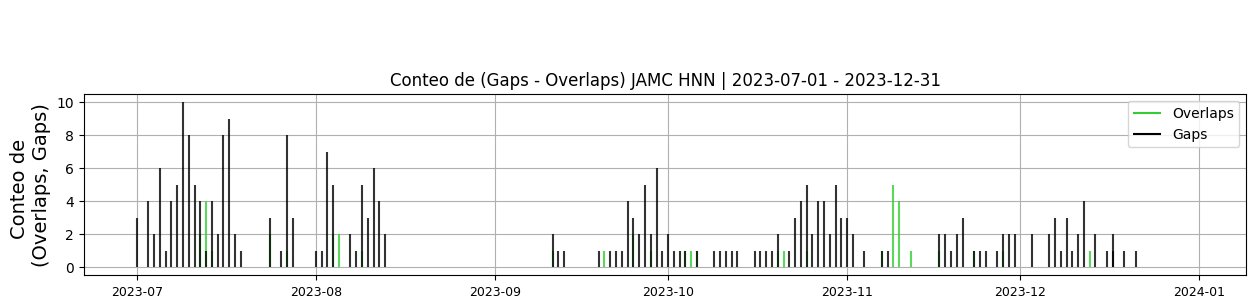 Conteo de (Gaps - Overlaps) JAMC HNN | 2023-07-01 - 2023-12-31
Conteo de
(Overlaps, Gaps)
10
8
6
4
2
0
Overlaps
Gaps
2023-07
2023-08
2023-09
2023-10
2023-11
2023-12
2024-01